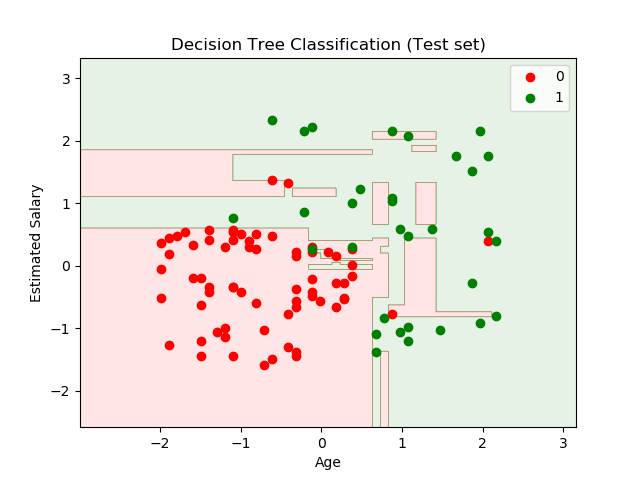 Decision Tree Classification (Test set)
0
1
3
2
1
0
−1
−2
Estimated Salary
−2 −1 0 1 2 3
Age